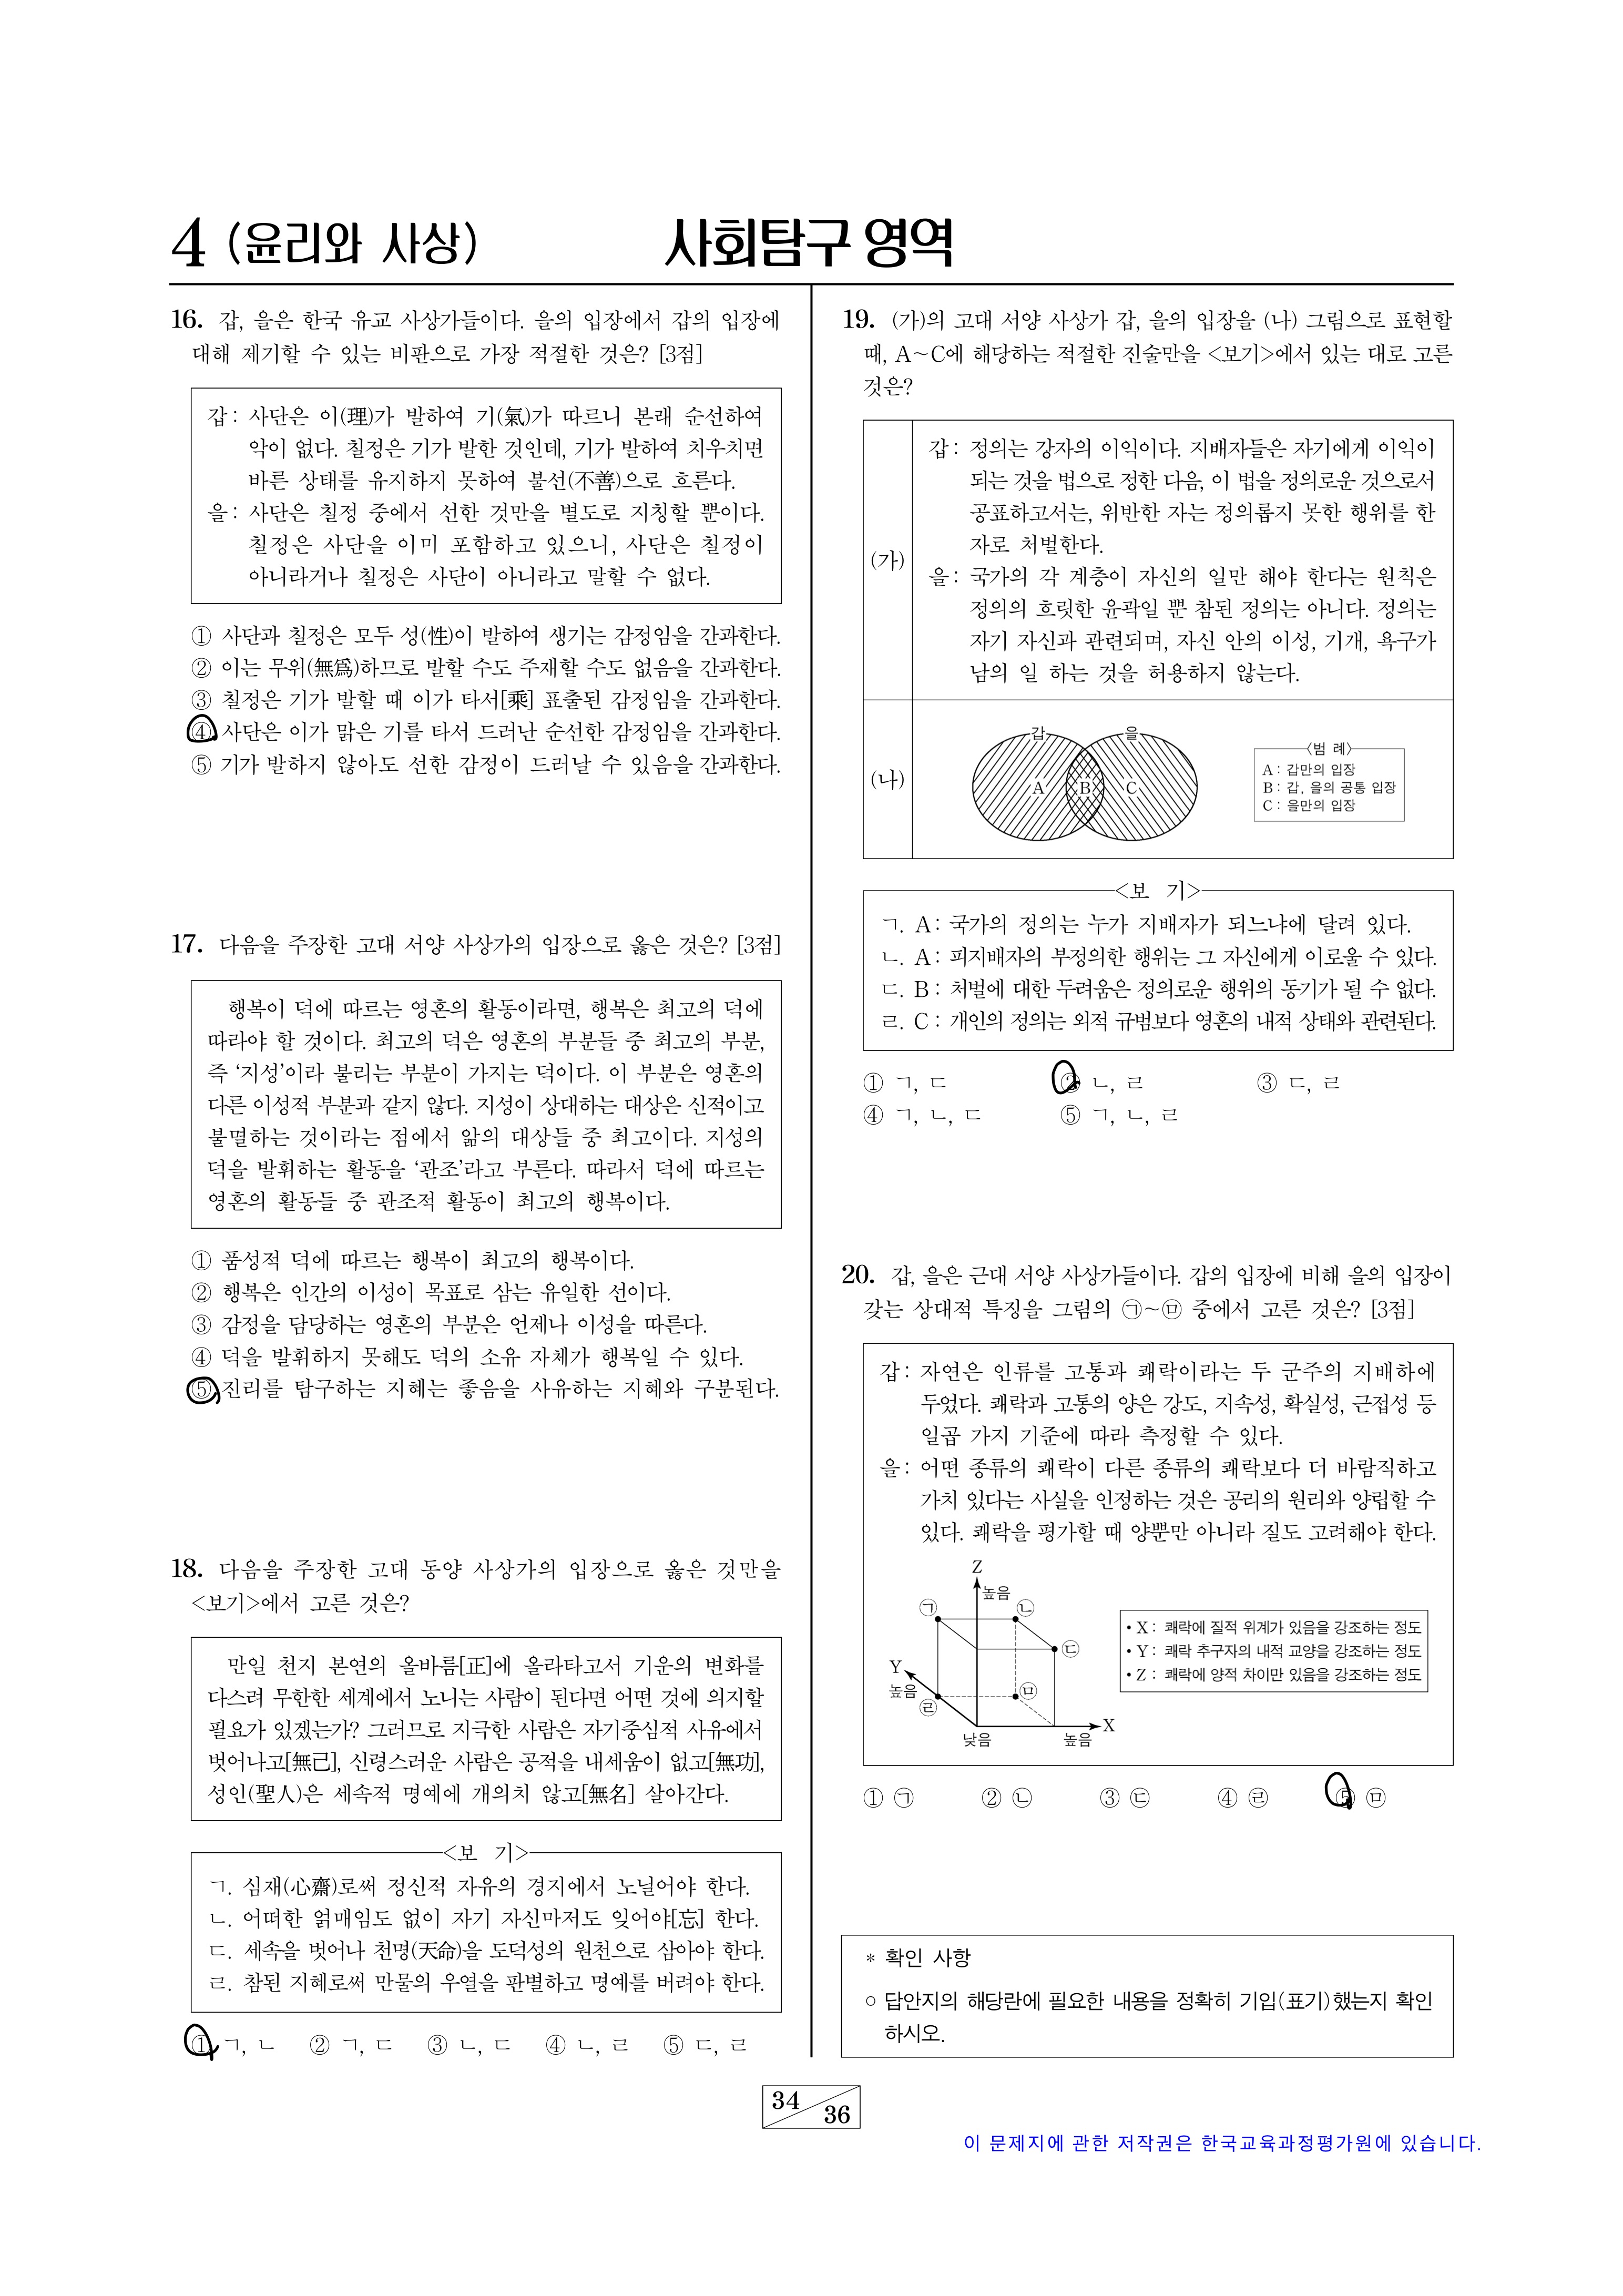 4 (윤리와 사상)
사회탐구 영역
16. 갑, 을은 한국 유교 사상가들이다. 을의 입장에서 갑의 입장에
대해 제기할 수 있는 비판으로 가장 적절한 것은? [3점]
갑: 사단은 이(理)가 발하여 기(氣)가 따르니 본래 순선하여
악이 없다. 칠정은 기가 발한 것인데, 기가 발하여 치우치면
바른 상태를 유지하지 못하여 불선(不善)으로 흐른다.
을: 사단은 칠정 중에서 선한 것만을 별도로 지칭할 뿐이다.
칠정은 사단을 이미 포함하고 있으니, 사단은 칠정이
아니라거나 칠정은 사단이 아니라고 말할 수 없다.
① 사단과 칠정은 모두 성(性)이 발하여 생기는 감정임을 간과한다.
② 이는 무위(無爲)하므로 발할 수도 주재할 수도 없음을 간과한다.
③ 칠정은 기가 발할 때 이가 타서[乘] 표출된 감정임을 간과한다.
④ 사단은 이가 맑은 기를 타서 드러난 순선한 감정임을 간과한다.
⑤ 기가 발하지 않아도 선한 감정이 드러날 수 있음을 간과한다.
17. 다음을 주장한 고대 서양 사상가의 입장으로 옳은 것은? [3점]
행복이 덕에 따르는 영혼의 활동이라면, 행복은 최고의 덕에
따라야 할 것이다. 최고의 덕은 영혼의 부분들 중 최고의 부분,
즉 ‘지성’이라 불리는 부분이 가지는 덕이다. 이 부분은 영혼의
다른 이성적 부분과 같지 않다. 지성이 상대하는 대상은 신적이고
불멸하는 것이라는 점에서 앎의 대상들 중 최고이다. 지성의
덕을 발휘하는 활동을 ‘관조’라고 부른다. 따라서 덕에 따르는
영혼의 활동들 중 관조적 활동이 최고의 행복이다.
① 품성적 덕에 따르는 행복이 최고의 행복이다.
② 행복은 인간의 이성이 목표로 삼는 유일한 선이다.
③ 감정을 담당하는 영혼의 부분은 언제나 이성을 따른다.
④ 덕을 발휘하지 못해도 덕의 소유 자체가 행복일 수 있다.
⑤ 진리를 탐구하는 지혜는 좋음을 사유하는 지혜와 구분된다.
18. 다음을 주장한 고대 동양 사상가의 입장으로 옳은 것만을
<보기>에서 고른 것은?
만일 천지 본연의 올바름[正]에 올라타고서 기운의 변화를
다스려 무한한 세계에서 노니는 사람이 된다면 어떤 것에 의지할
필요가 있겠는가? 그러므로 지극한 사람은 자기중심적 사유에서
벗어나고[無己], 신령스러운 사람은 공적을 내세움이 없고[無功],
성인(聖人)은 세속적 명예에 개의치 않고[無名] 살아간다.
<보 기>
ㄱ. 심재(心齋)로써 정신적 자유의 경지에서 노닐어야 한다.
ㄴ. 어떠한 얽매임도 없이 자기 자신마저도 잊어야[忘] 한다.
ㄷ. 세속을 벗어나 천명(天命)을 도덕성의 원천으로 삼아야 한다.
ㄹ. 참된 지혜로써 만물의 우열을 판별하고 명예를 버려야 한다.
① ㄱ, ㄴ ② ㄱ, ㄷ ③ ㄴ, ㄷ ④ ㄴ, ㄹ ⑤ ㄷ, ㄹ
19. (가)의 고대 서양 사상가 갑, 을의 입장을 (나) 그림으로 표현할
때, A~C에 해당하는 적절한 진술만을 <보기>에서 있는 대로 고른
것은?
(가)
갑: 정의는 강자의 이익이다. 지배자들은 자기에게 이익이
되는 것을 법으로 정한 다음, 이 법을 정의로운 것으로서
공표하고서는, 위반한 자는 정의롭지 못한 행위를 한
자로 처벌한다.
을: 국가의 각 계층이 자신의 일만 해야 한다는 원칙은
정의의 흐릿한 윤곽일 뿐 참된 정의는 아니다. 정의는
자기 자신과 관련되며, 자신 안의 이성, 기개, 욕구가
남의 일 하는 것을 허용하지 않는다.
(나)
갑 을
A B C
<범 례>
A: 갑만의 입장
B: 갑, 을의 공통 입장
C: 을만의 입장
<보 기>
ㄱ. A: 국가의 정의는 누가 지배자가 되느냐에 달려 있다.
ㄴ. A: 피지배자의 부정의한 행위는 그 자신에게 이로울 수 있다.
ㄷ. B: 처벌에 대한 두려움은 정의로운 행위의 동기가 될 수 없다.
ㄹ. C: 개인의 정의는 외적 규범보다 영혼의 내적 상태와 관련된다.
① ㄱ, ㄷ ② ㄴ, ㄹ ③ ㄷ, ㄹ
④ ㄱ, ㄴ, ㄷ ⑤ ㄱ, ㄴ, ㄹ
20. 갑, 을은 근대 서양 사상가들이다. 갑의 입장에 비해 을의 입장이
갖는 상대적 특징을 그림의 ㉠~㉤ 중에서 고른 것은? [3점]
갑: 자연은 인류를 고통과 쾌락이라는 두 군주의 지배하에
두었다. 쾌락과 고통의 양은 강도, 지속성, 확실성, 근접성 등
일곱 가지 기준에 따라 측정할 수 있다.
을: 어떤 종류의 쾌락이 다른 종류의 쾌락보다 더 바람직하고
가치 있다는 사실을 인정하는 것은 공리의 원리와 양립할 수
있다. 쾌락을 평가할 때 양뿐만 아니라 질도 고려해야 한다.
Z
높음
㉠ ㉡
㉢
Y
높음
㉣ ㉤
X
낮음 높음
• X: 쾌락에 질적 위계가 있음을 강조하는 정도
• Y: 쾌락 추구자의 내적 교양을 강조하는 정도
• Z: 쾌락에 양적 차이만 있음을 강조하는 정도
① ㉠ ② ㉡ ③ ㉢ ④ ㉣ ⑤ ㉤
* 확인 사항
○ 답안지의 해당란에 필요한 내용을 정확히 기입(표기)했는지 확인
하시오.
34
36
이 문제지에 관한 저작권은 한국교육과정평가원에 있습니다.